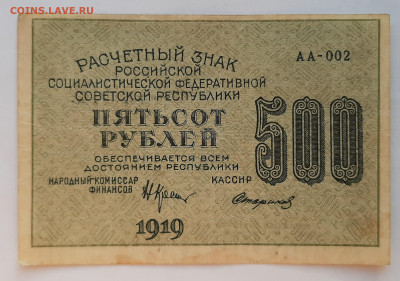 COINS.LAVE.RU
РАСЧЕТНЫЙ ЗНАК
РОССИЙСКОЙ
СОЦИАЛИСТИЧЕСКОЙ ФЕДЕРАТИВНОЙ
СОВЕТСКОЙ РЕСПУБЛИКИ
АА-002
ПЯТЬСОТ
РУБЛЕЙ
500
ОБЕСПЕЧИВАЕТСЯ ВСЕМ
ДОСТОЯНИЕМ РЕСПУБЛИКИ
НАРОДНЫЙ КОМИССАР
ФИНАНСОВ
КАССИР
Стариков
1919